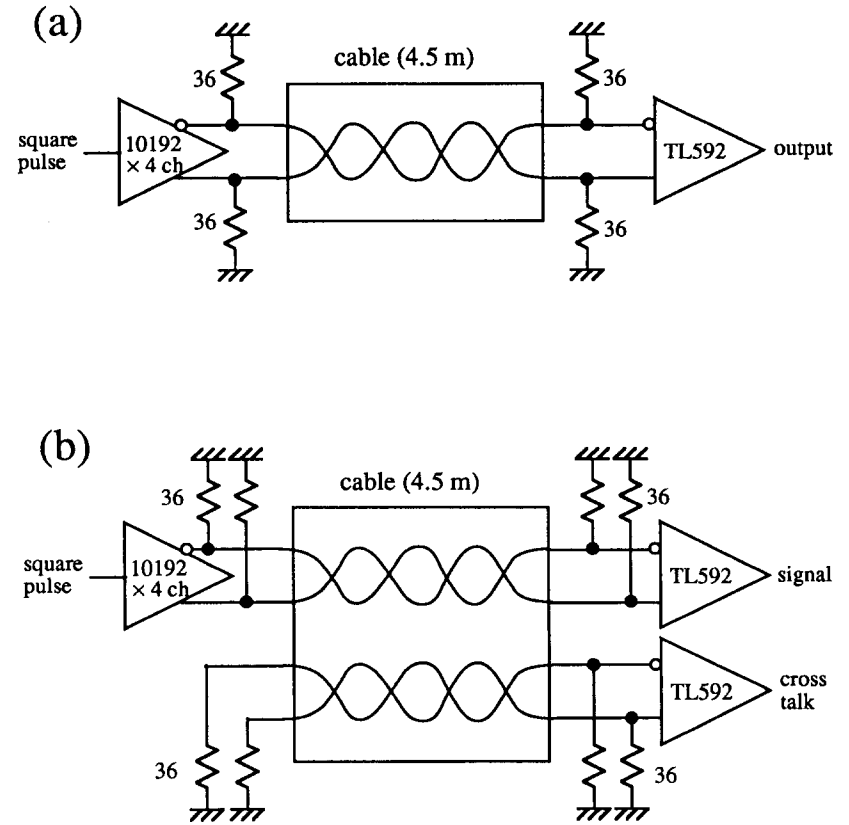 (a)
cable (4.5 m)
36
36
square
pulse
10192
× 4 ch
TL592
output
36
36
(b)
cable (4.5 m)
36
36
square
pulse
10192
× 4 ch
TL592
signal
TL592
cross
talk
36
36